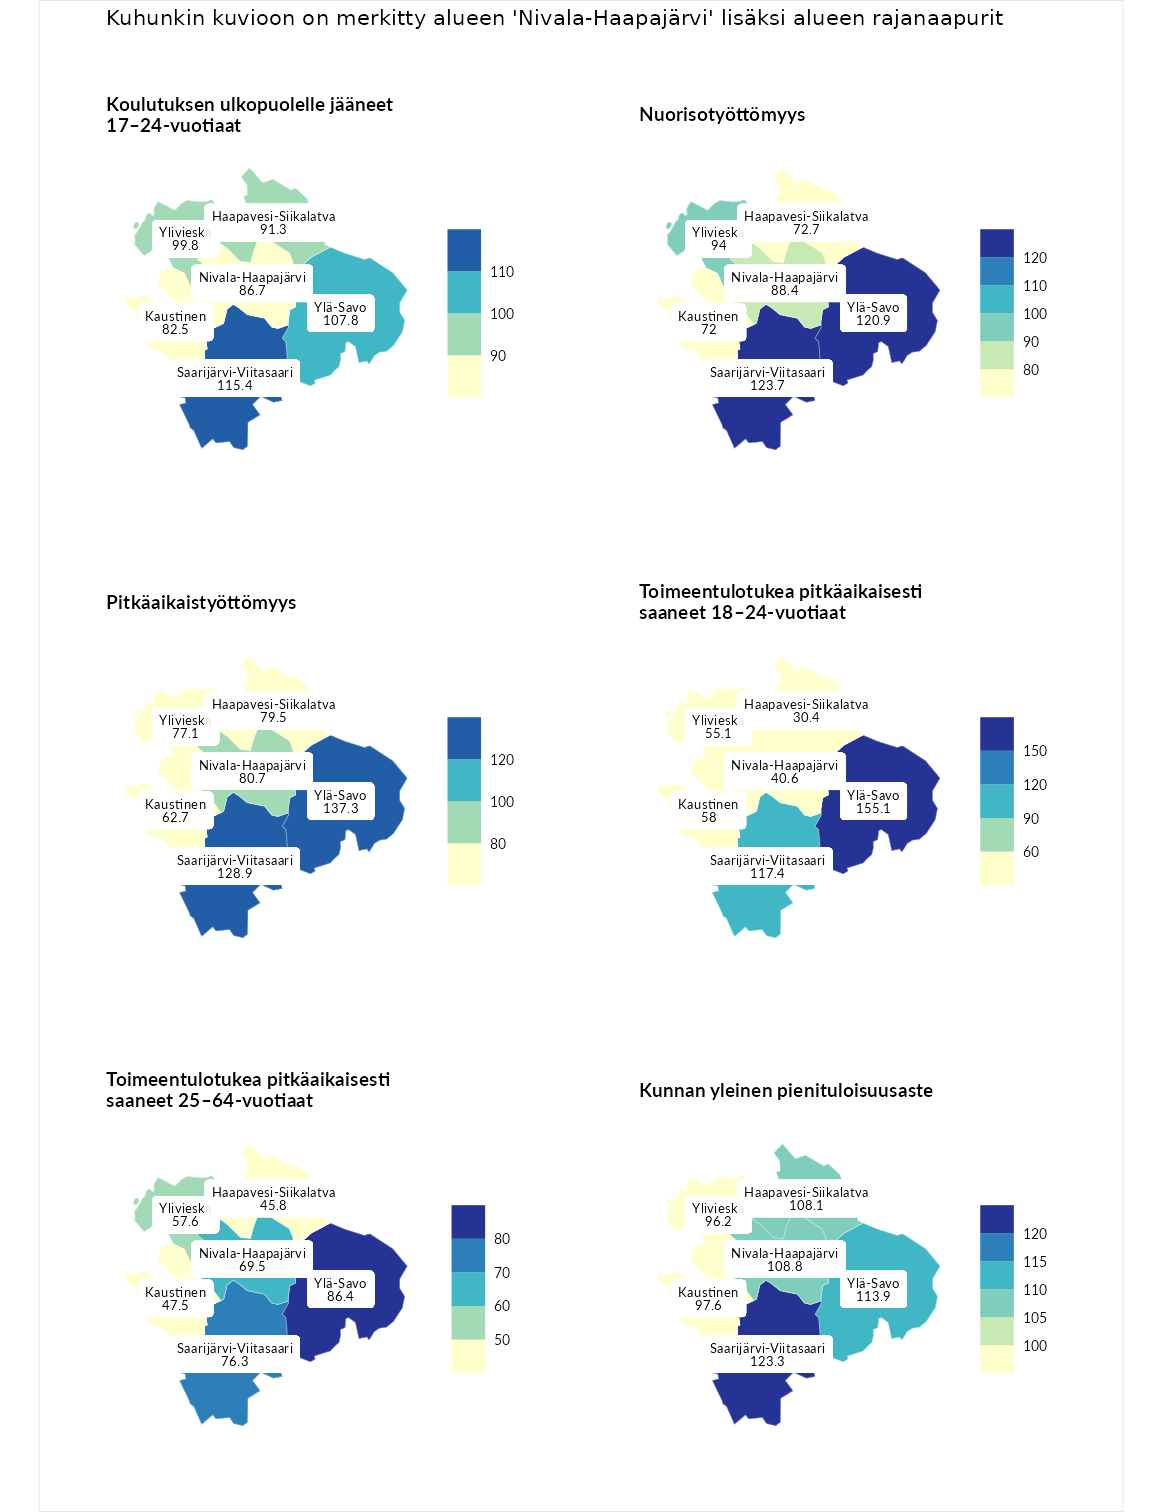 Kuhunkin kuvioon on merkitty alueen 'Nivala-Haapajärvi' lisäksi alueen rajanaapurit
Koulutuksen ulkopuolelle jääneet
17–24-vuotiaat
Haapavesi-Siikalatva
91.3
Ylivieska
99.8
Nivala-Haapajärvi
86.7
Ylä-Savo
107.8
Kaustinen
82.5
Saarijärvi-Viitasaari
115.4
110
100
90
Nuorisotyöttömyys
Haapavesi-Siikalatva
72.7
Ylivieska
94
Nivala-Haapajärvi
88.4
Ylä-Savo
120.9
Kaustinen
72
Saarijärvi-Viitasaari
123.7
120
110
100
90
80
Pitkäaikaistyöttömyys
Haapavesi-Siikalatva
79.5
Ylivieska
77.1
Nivala-Haapajärvi
80.7
Ylä-Savo
137.3
Kaustinen
62.7
Saarijärvi-Viitasaari
128.9
120
100
80
Toimeentulotukea pitkäaikaisesti
saaneet 18–24-vuotiaat
Haapavesi-Siikalatva
30.4
Ylivieska
55.1
Nivala-Haapajärvi
40.6
Ylä-Savo
155.1
Kaustinen
58
Saarijärvi-Viitasaari
117.4
150
120
90
60
Toimeentulotukea pitkäaikaisesti
saaneet 25–64-vuotiaat
Haapavesi-Siikalatva
45.8
Ylivieska
57.6
Nivala-Haapajärvi
69.5
Ylä-Savo
86.4
Kaustinen
47.5
Saarijärvi-Viitasaari
76.3
80
70
60
50
Kunnan yleinen pienituloisuusaste
Haapavesi-Siikalatva
108.1
Ylivieska
96.2
Nivala-Haapajärvi
108.8
Ylä-Savo
113.9
Kaustinen
97.6
Saarijärvi-Viitasaari
123.3
120
115
110
105
100